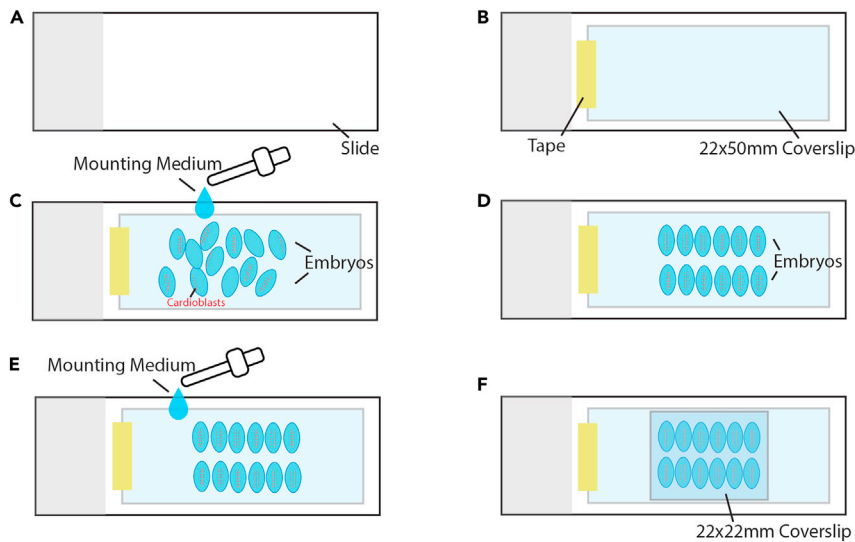 A
Slide
B
Tape
22x50mm Coverslip
C
Mounting Medium
Embryos
Cardioblasts
D
Embryos
E
Mounting Medium
F
22x22mm Coverslip